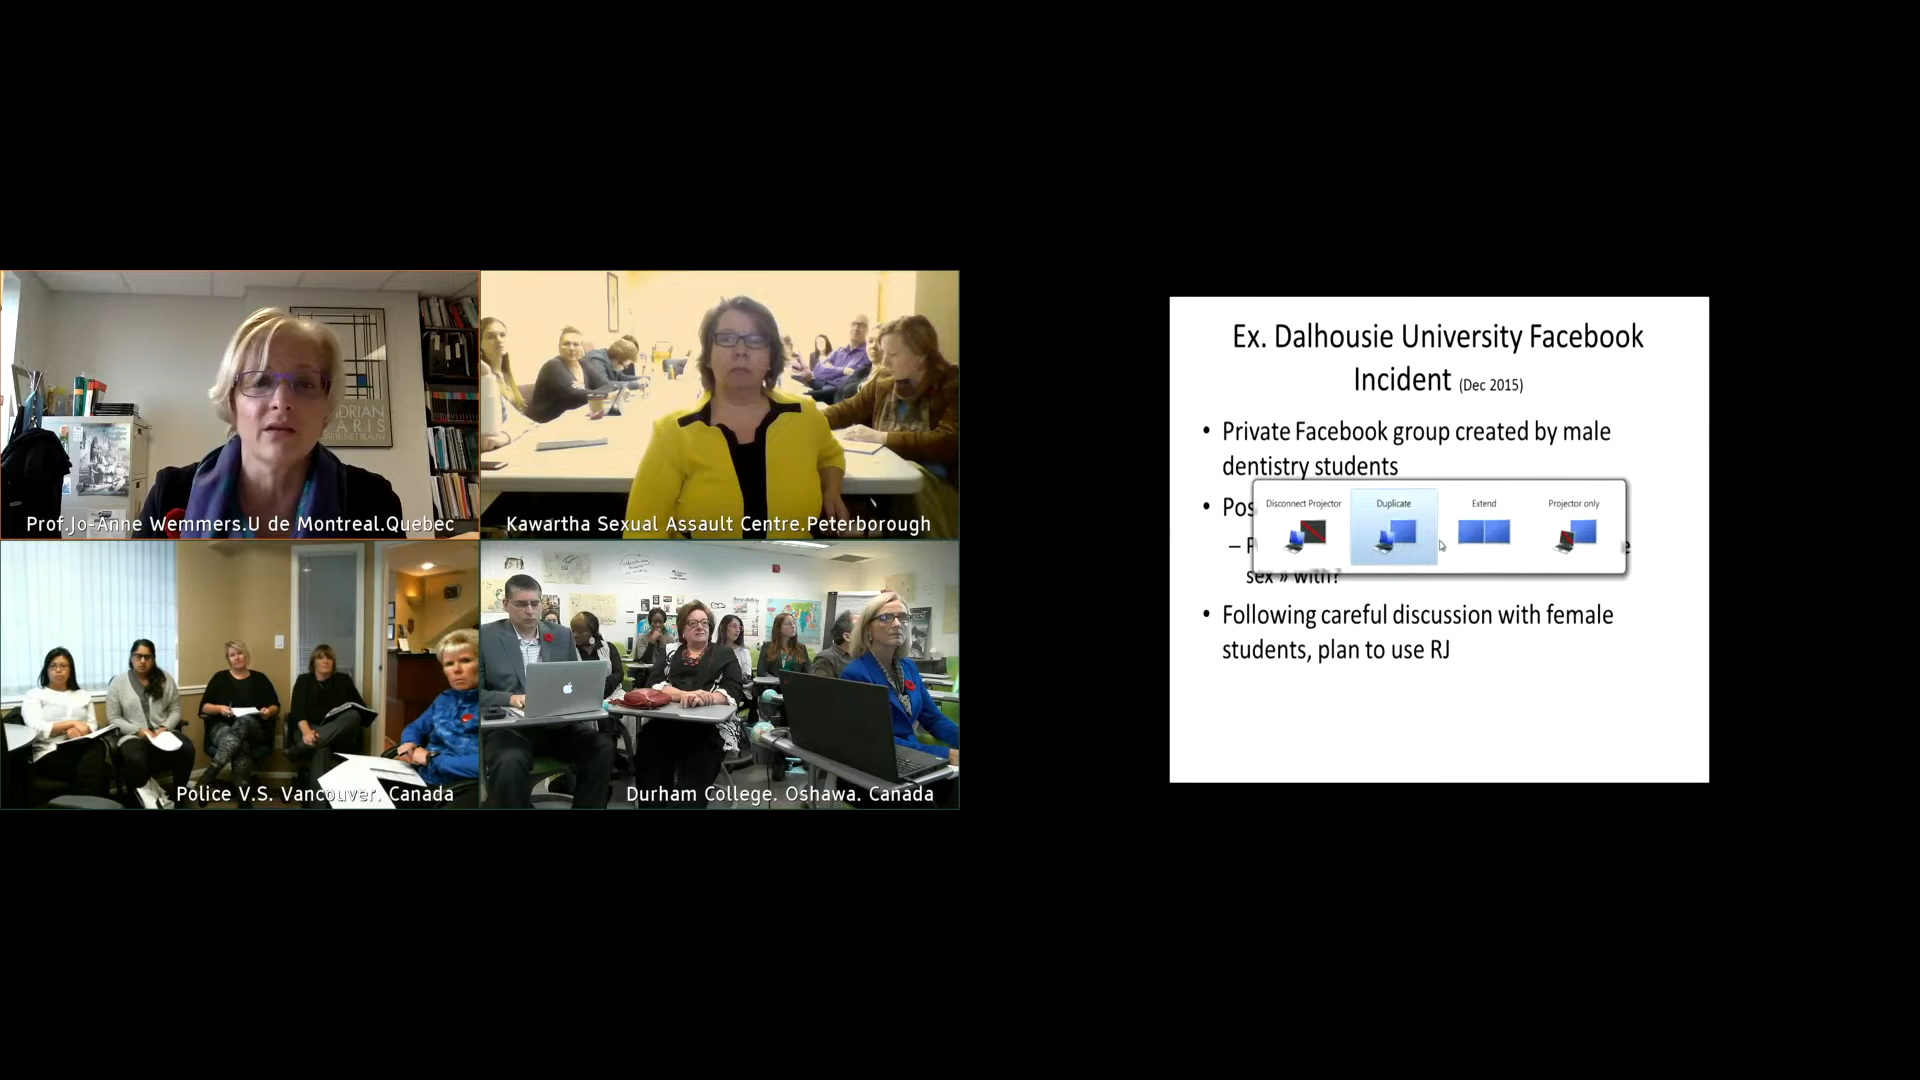 DRIAN
PARIS
Prof.Jo-Anne Wemmers.U de Montreal.Quebec
Kawartha Sexual Assault Centre.Peterborough
Police V.S. Vancouver. Canada
Durham College. Oshawa. Canada
Ex. Dalhousie University Facebook
Incident (Dec 2015)
• Private Facebook group created by male
dentistry students
• Pos
Disconnect Projector
Duplicate
Extend
Projector only
sex » with?
• Following careful discussion with female
students, plan to use RJ